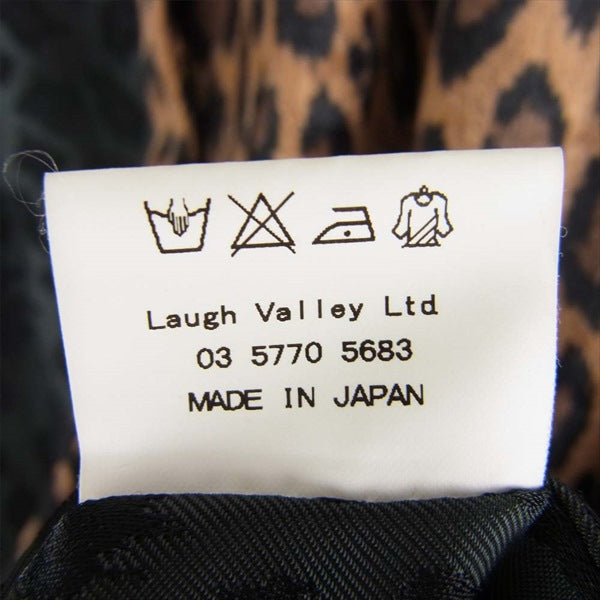 Laugh Valley Ltd
03 5770 5683
MADE IN JAPAN